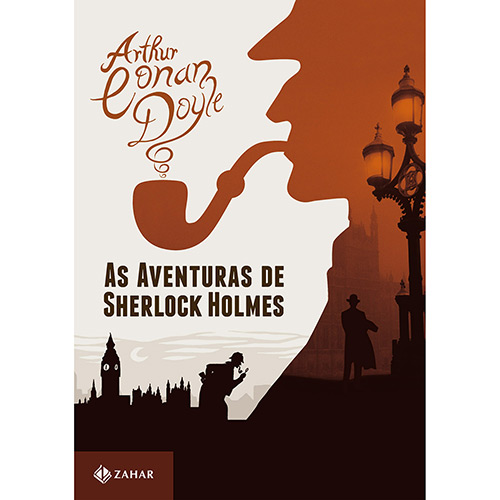 Arthur
Conan
Doyle
As Aventuras de
Sherlock Holmes
ZAHAR